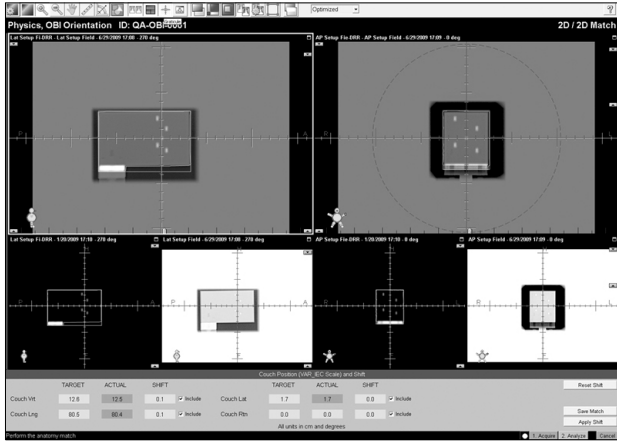 Optimized
Physics, OBI Orientation ID: QA-OBI-0001
2D / 2D Match
Lat Setup Fi-DRR - Lat Setup Field - 6/29/2009 17:08 - 270 deg
AP Setup Fie-DRR - AP Setup Field - 6/29/2009 17:09 - 0 deg
P
A
R
L
Lat Setup Fi-DRR - 1/20/2009 17:10 - 270 deg
Lat Setup Field - 6/29/2009 17:08 - 270 deg
AP Setup Fie-DRR - 1/20/2009 17:10 - 0 deg
AP Setup Field - 6/29/2009 17:09 - 0 deg
P
A
P
A
R
L
R
L
Couch Position (VAR_IEC Scale) and Shift
TARGET ACTUAL SHIFT TARGET ACTUAL SHIFT Reset Shift
Couch Vrt 12.6 12.6 0.1 Include Couch Lat 1.7 1.7 0.0 Include
Couch Lng 80.5 80.4 0.1 Include Couch Rtn 0.0 0.0 0.0 Include Save Match
All units in cm and degrees Apply Shift
Perform the anatomy match 1: Acquire 2: Analyze Cancel